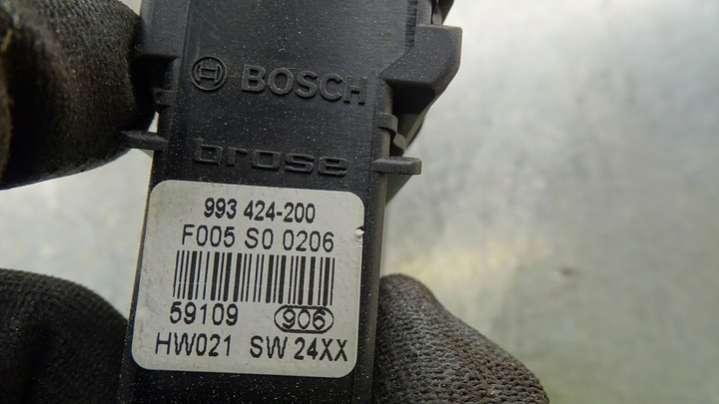 BOSCH
brose
993 424-200
F005 S0 0206
59109 906
HW021 SW 24XX